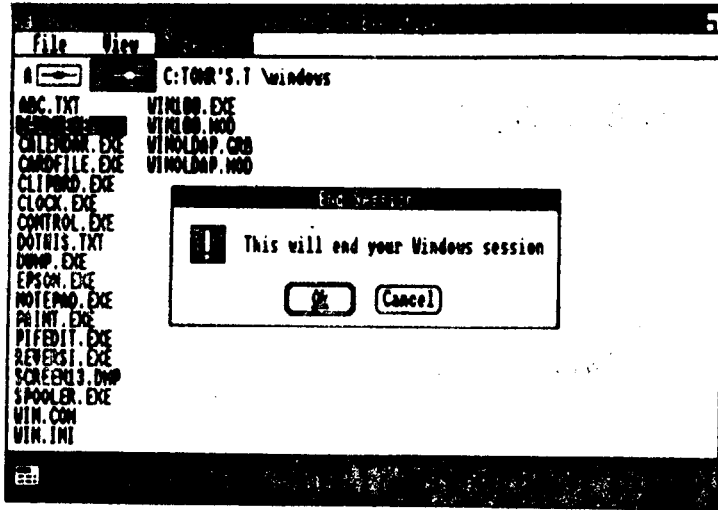 File View
A C:TOMR'S.T \windows
ABC.TXT WIN100.EXE
WIN100.MOD
CALENDAR.EXE WINOLDAP.GRB
CARDFILE.EXE WINOLDAP.MOD
CLIPBRD.EXE
CLOCK.EXE
CONTROL.EXE
DOTHIS.TXT
DUMP.EXE
EPSON.EXE
NOTEPAD.EXE
PAINT.EXE
PIFEDIT.EXE
REVERSI.EXE
SCREEN13.DMP
SPOOLER.EXE
WIN.COM
WIN.INI
End Session
! This will end your Windows session
Ok Cancel